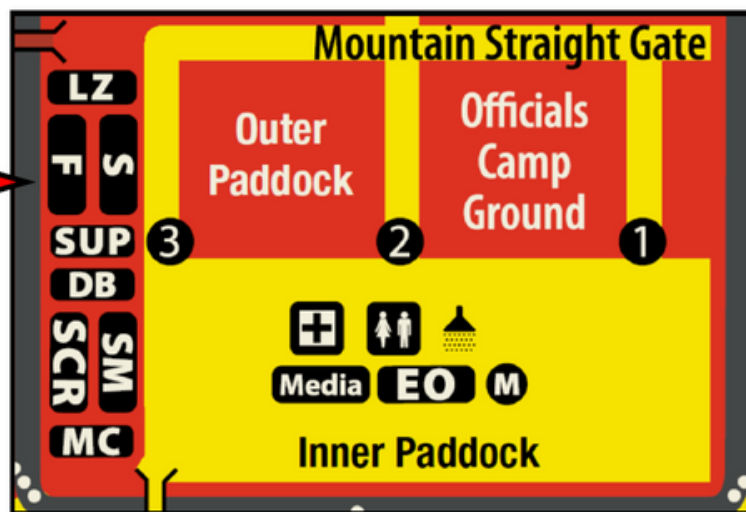 Mountain Straight Gate
LZ
F
S
SUP
DB
SCR
SM
MC
Outer
Paddock
Officials
Camp
Ground
3
2
1
Media
EO
M
Inner Paddock